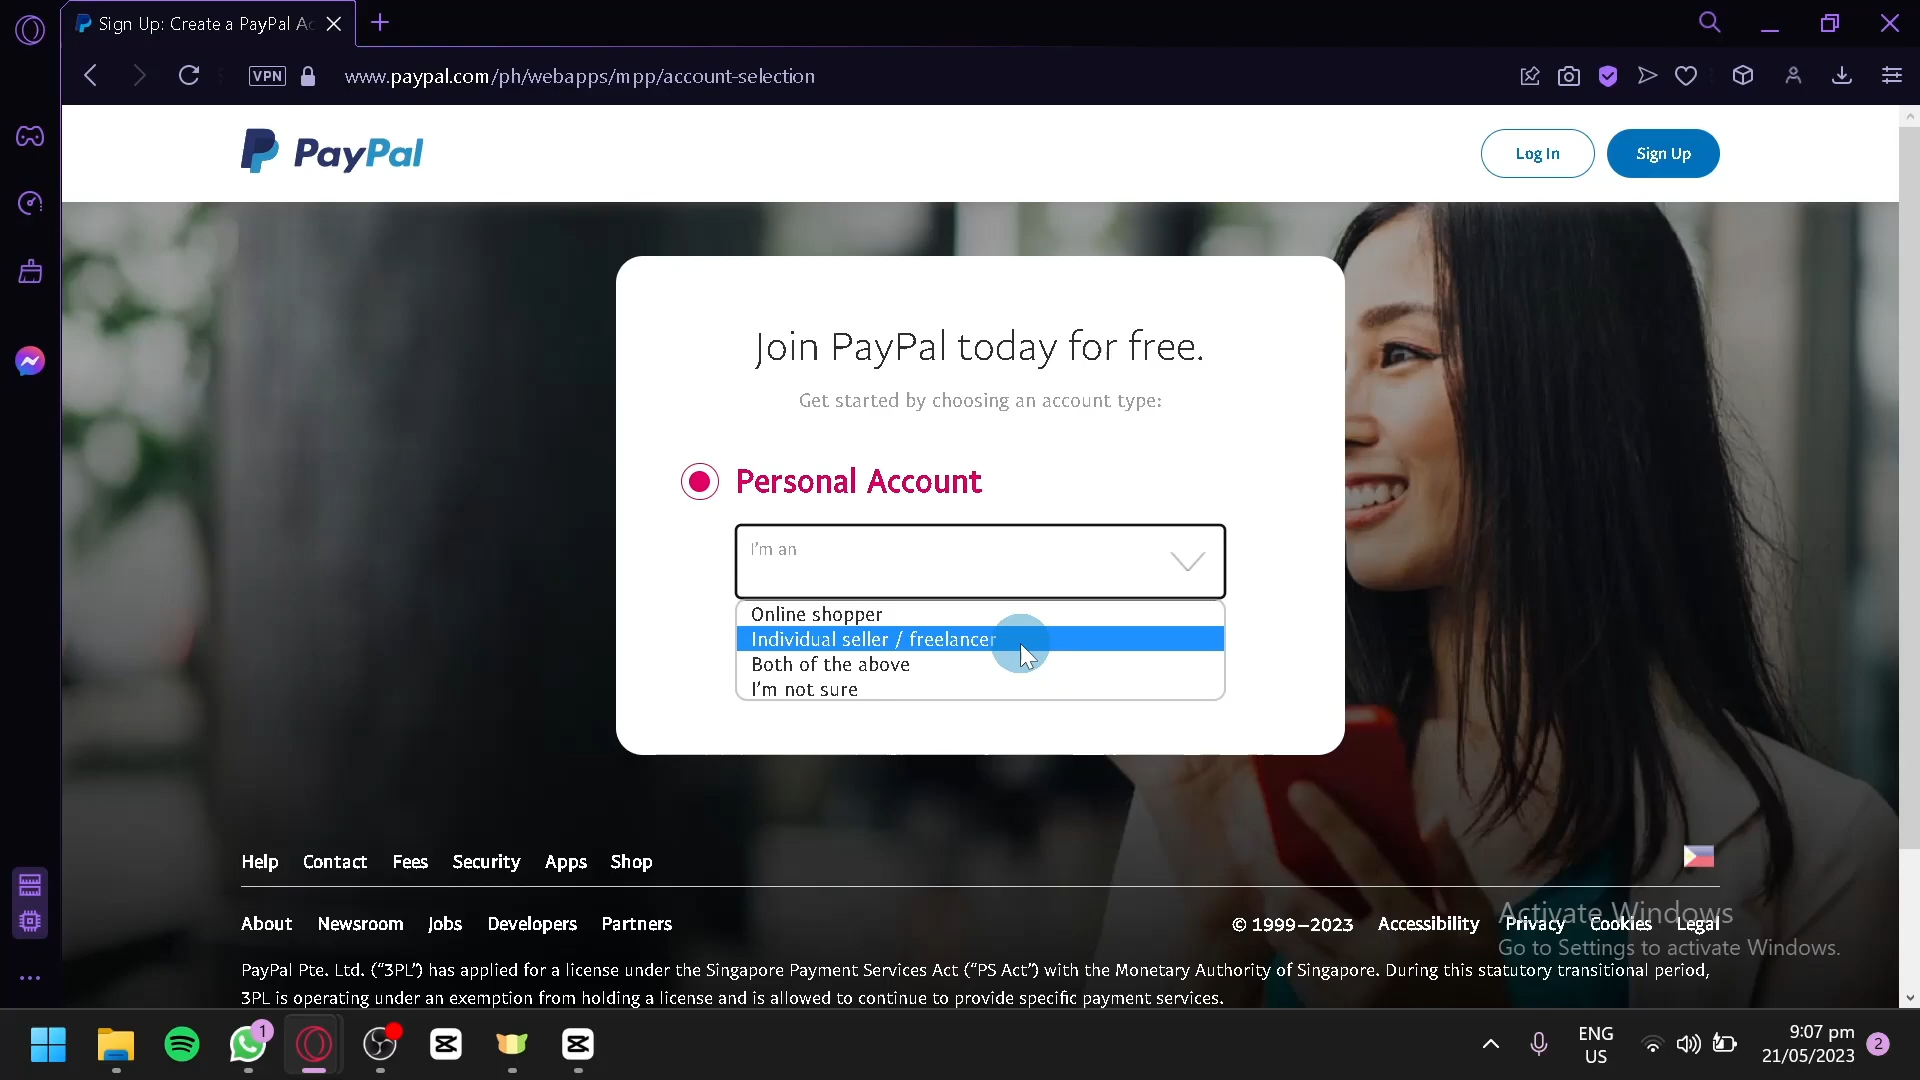 Sign Up: Create a PayPal Ac
VPN
www.paypal.com/ph/webapps/mpp/account-selection
PayPal
Log In
Sign Up
Join PayPal today for free.
Get started by choosing an account type:
Personal Account
I'm an
Online shopper
Individual seller / freelancer
Both of the above
I'm not sure
Help Contact Fees Security Apps Shop
About Newsroom Jobs Developers Partners
© 1999–2023 Accessibility Privacy Cookies Legal
Activate Windows
Go to Settings to activate Windows.
PayPal Pte. Ltd. (“3PL”) has applied for a license under the Singapore Payment Services Act (“PS Act”) with the Monetary Authority of Singapore. During this statutory transitional period,
3PL is operating under an exemption from holding a license and is allowed to continue to provide specific payment services.
1
ENG
US
9:07 pm
21/05/2023
2